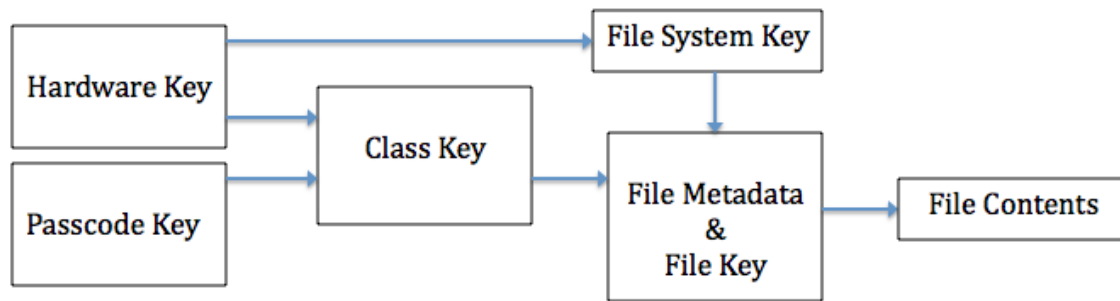 File System Key
Hardware Key
Class Key
File Metadata
&
File Key
Passcode Key
File Contents